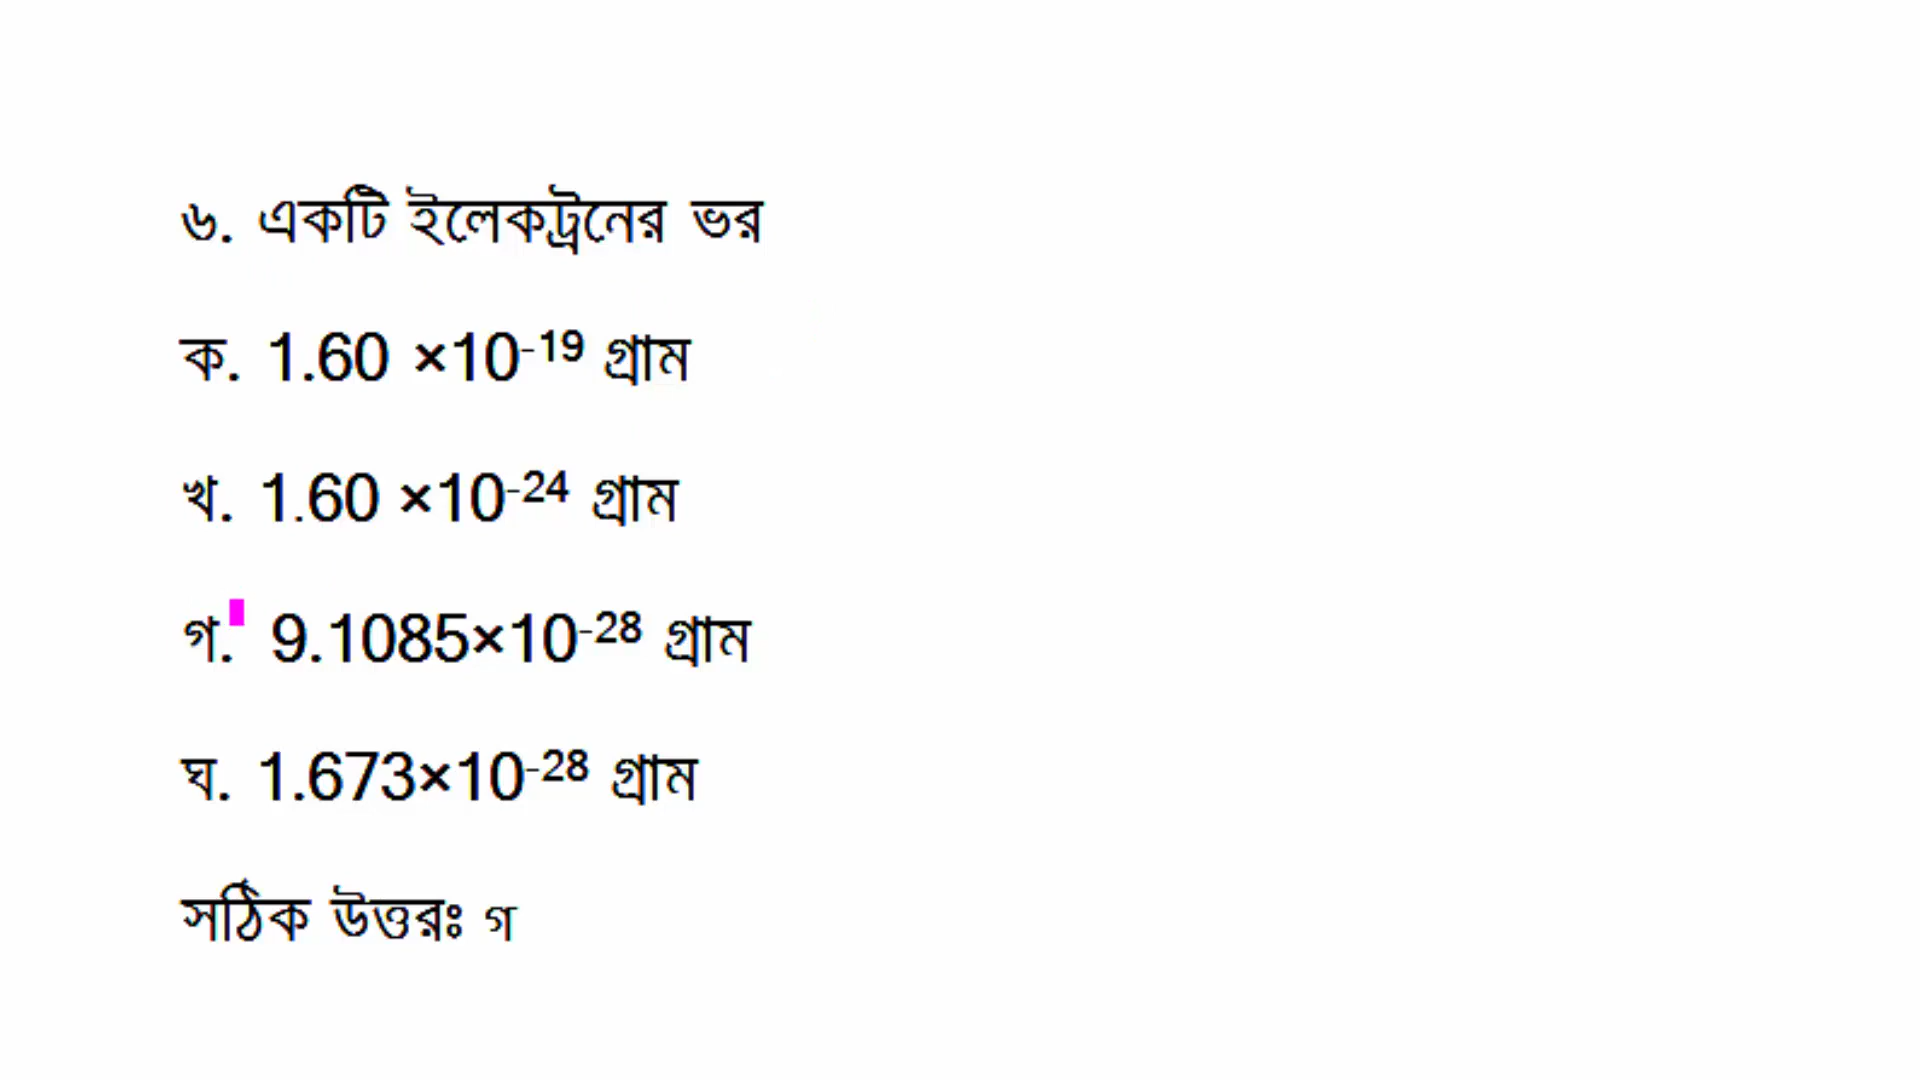 ৬. একটি ইলেকট্রনের ভর
ক. 1.60 ×10⁻¹⁹ গ্রাম
খ. 1.60 ×10⁻²⁴ গ্রাম
গ. 9.1085×10⁻²⁸ গ্রাম
ঘ. 1.673×10⁻²⁸ গ্রাম
সঠিক উত্তরঃ গ